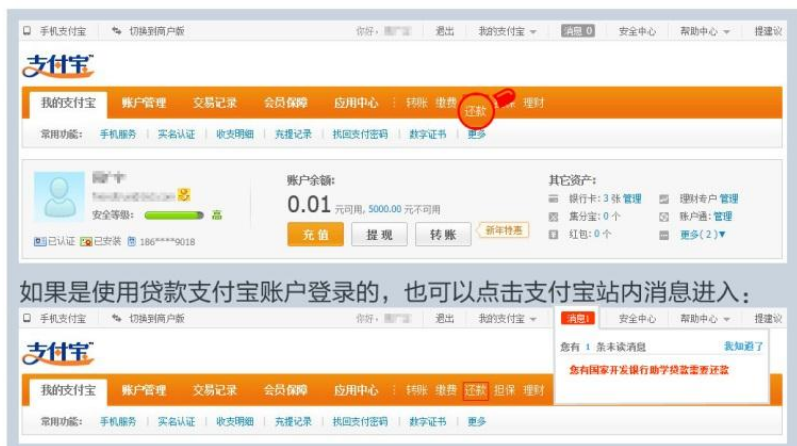 手机支付宝 切换到商户版 你好， 退出 我的支付宝 消息 0 安全中心 帮助中心 提建议
支付宝
我的支付宝 账户管理 交易记录 会员保障 应用中心 转账 缴费 还款 担保 理财
常用功能： 手机服务 实名认证 收支明细 充提记录 找回支付密码 数字证书 更多
账户余额： 其它资产：
0.01 元可用, 5000.00 元不可用 银行卡: 3 张 管理 理财专户 管理
安全等级： 高 集分宝: 0 个 账户通: 管理
已认证 已安装 186****9018 充 值 提 现 转 账 新年特惠 红包: 0 个 更多( 2 )▼
如果是使用贷款支付宝账户登录的，也可以点击支付宝站内消息进入：
手机支付宝 切换到商户版 你好， 退出 我的支付宝 消息1 安全中心 帮助中心 提建议
支付宝
您有 1 条未读消息 我知道了
您有国家开发银行助学贷款需要还款
我的支付宝 账户管理 交易记录 会员保障 应用中心 转账 缴费 还款 担保 理财
常用功能： 手机服务 实名认证 收支明细 充提记录 找回支付密码 数字证书 更多